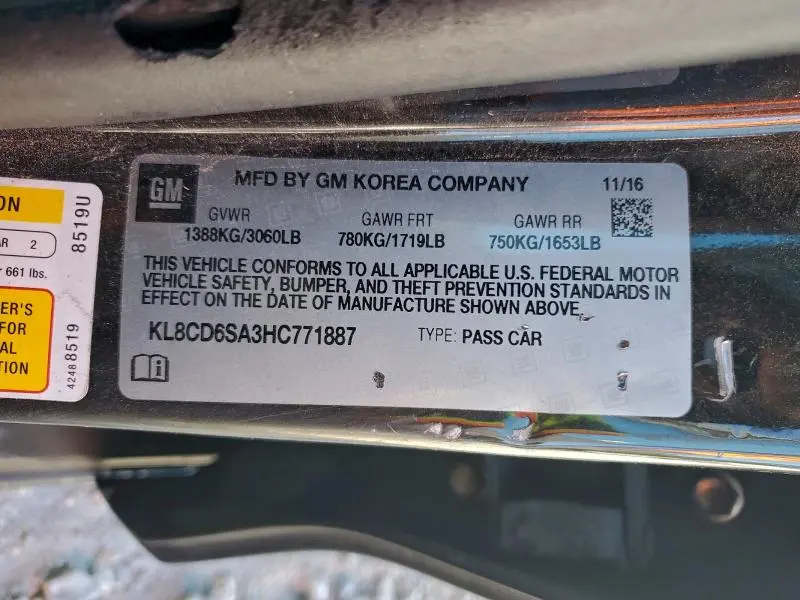 GM
MFD BY GM KOREA COMPANY 11/16
GVWR GAWR FRT GAWR RR
1388KG/3060LB 780KG/1719LB 750KG/1653LB
THIS VEHICLE CONFORMS TO ALL APPLICABLE U.S. FEDERAL MOTOR
VEHICLE SAFETY, BUMPER, AND THEFT PREVENTION STANDARDS IN
EFFECT ON THE DATE OF MANUFACTURE SHOWN ABOVE.
KL8CD6SA3HC771887 TYPE: PASS CAR
ON
AR 2
r 661 lbs.
8519U
ER'S
FOR
AL
TION
42488519